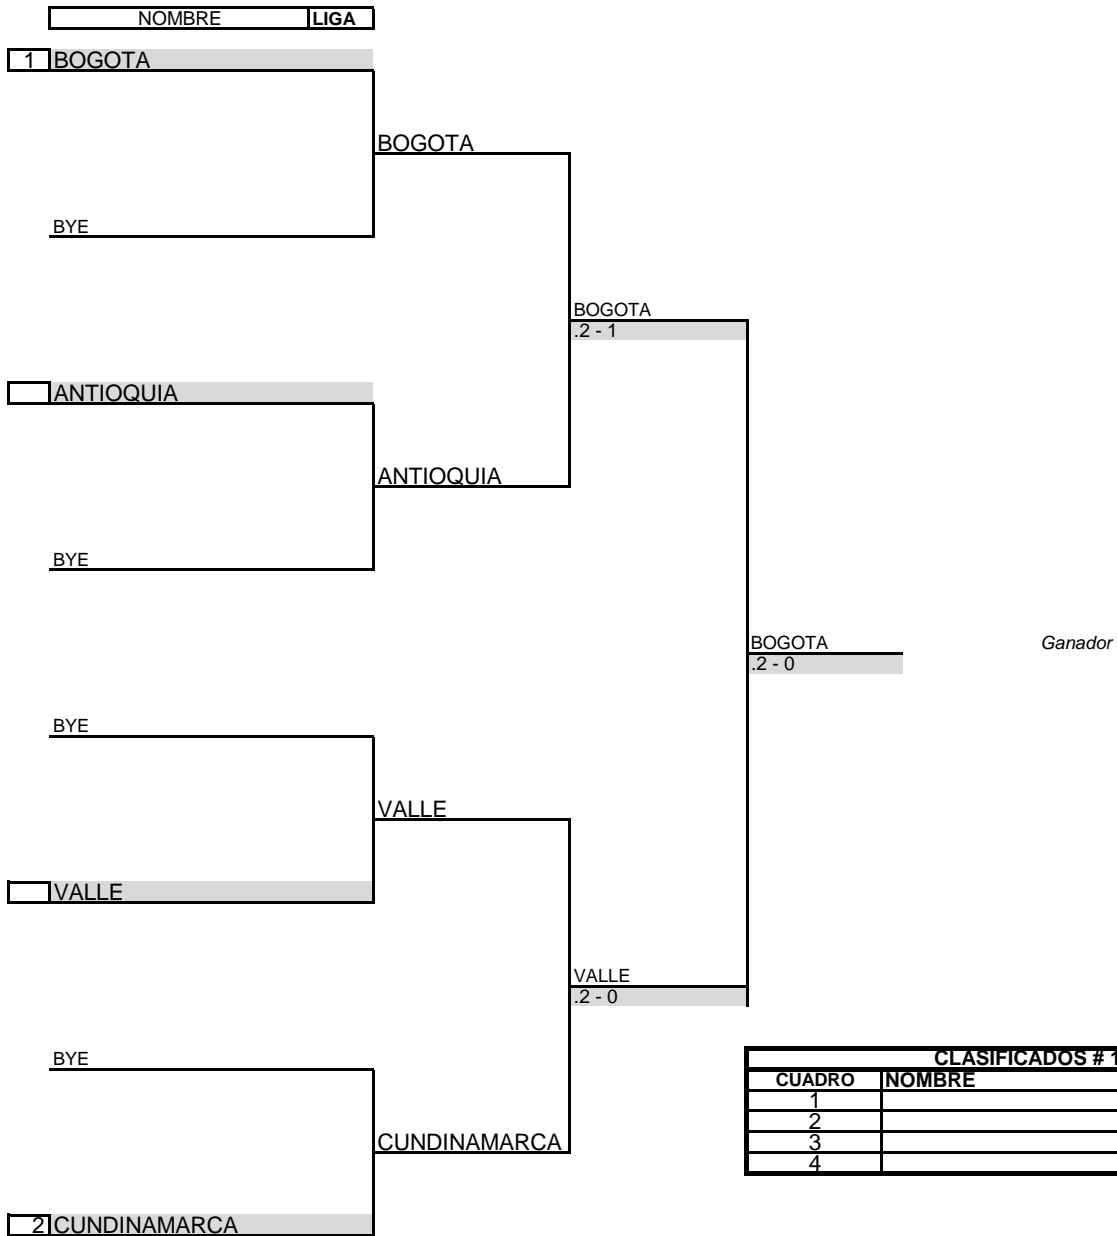 NOMBRE LIGA
1 BOGOTA
BOGOTA
BYE
BOGOTA
.2 - 1
ANTIOQUIA
ANTIOQUIA
BYE
BOGOTA Ganador
.2 - 0
BYE
VALLE
VALLE
VALLE
.2 - 0
BYE
CLASIFICADOS # 1
CUADRO NOMBRE
1
2
3
CUNDINAMARCA
4
2 CUNDINAMARCA